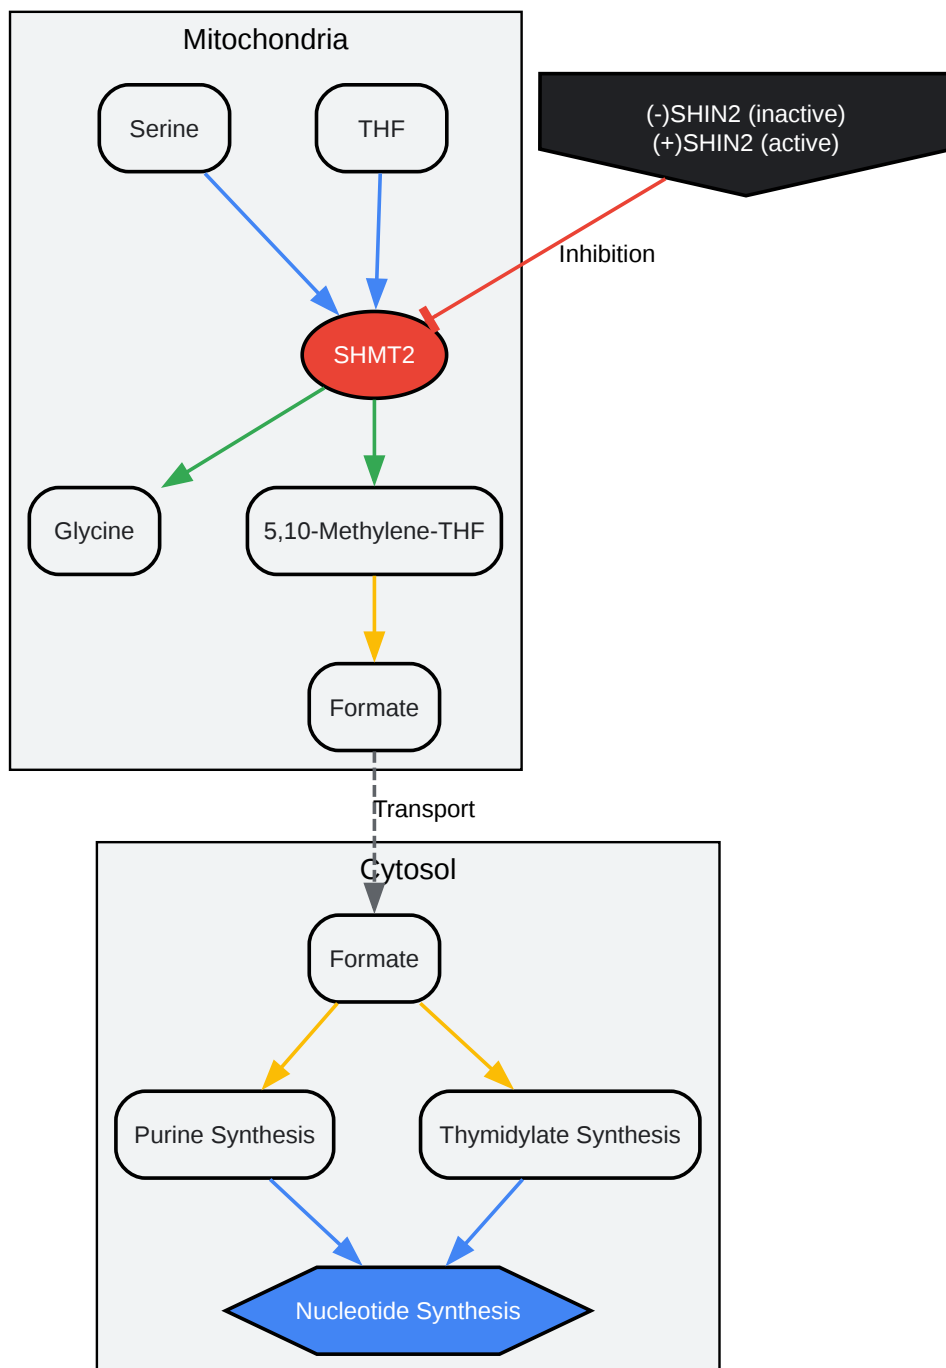 Mitochondria
Serine
THF
(-)SHIN2 (inactive)
(+)SHIN2 (active)
Inhibition
SHMT2
Glycine
5,10-Methylene-THF
Formate
Transport
Cytosol
Formate
Purine Synthesis
Thymidylate Synthesis
Nucleotide Synthesis